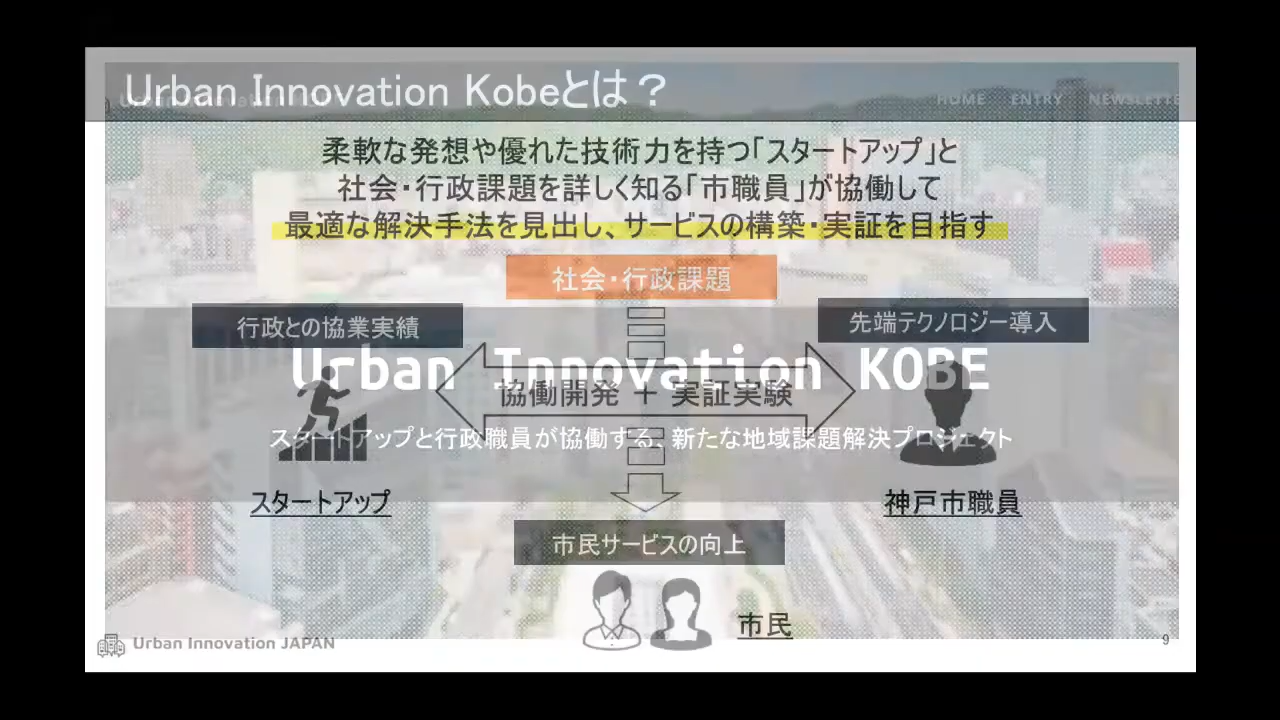 Urban Innovation Kobeとは？
HOME ENTRY NEWSLETTE
柔軟な発想や優れた技術力を持つ「スタートアップ」と
社会・行政課題を詳しく知る「市職員」が協働して
最適な解決手法を見出し、サービスの構築・実証を目指す
社会・行政課題
行政との協業実績
先端テクノロジー導入
Urban Innovation KOBE
協働開発 ＋ 実証実験
スタートアップと行政職員が協働する、新たな地域課題解決プロジェクト
スタートアップ
神戸市職員
市民サービスの向上
市民
Urban Innovation JAPAN
9